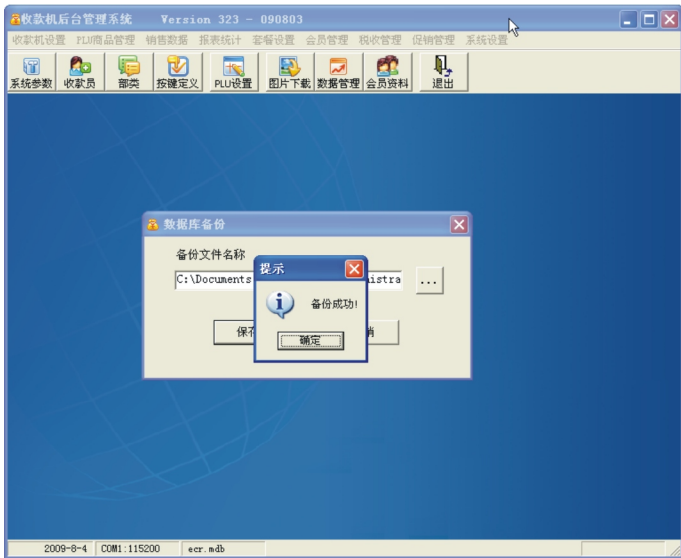 收款机后台管理系统 Version 323 - 090803
收款机设置 PLU商品管理 销售数据 报表统计 套餐设置 会员管理 税收管理 促销管理 系统设置
系统参数 收款员 部类 按键定义 PLU设置 图片下载 数据管理 会员资料 退出
数据库备份
备份文件名称
提示
C:\Documents istra ...
备份成功!
保存 消
确定
2009-8-4 COM1:115200 ecr.mdb